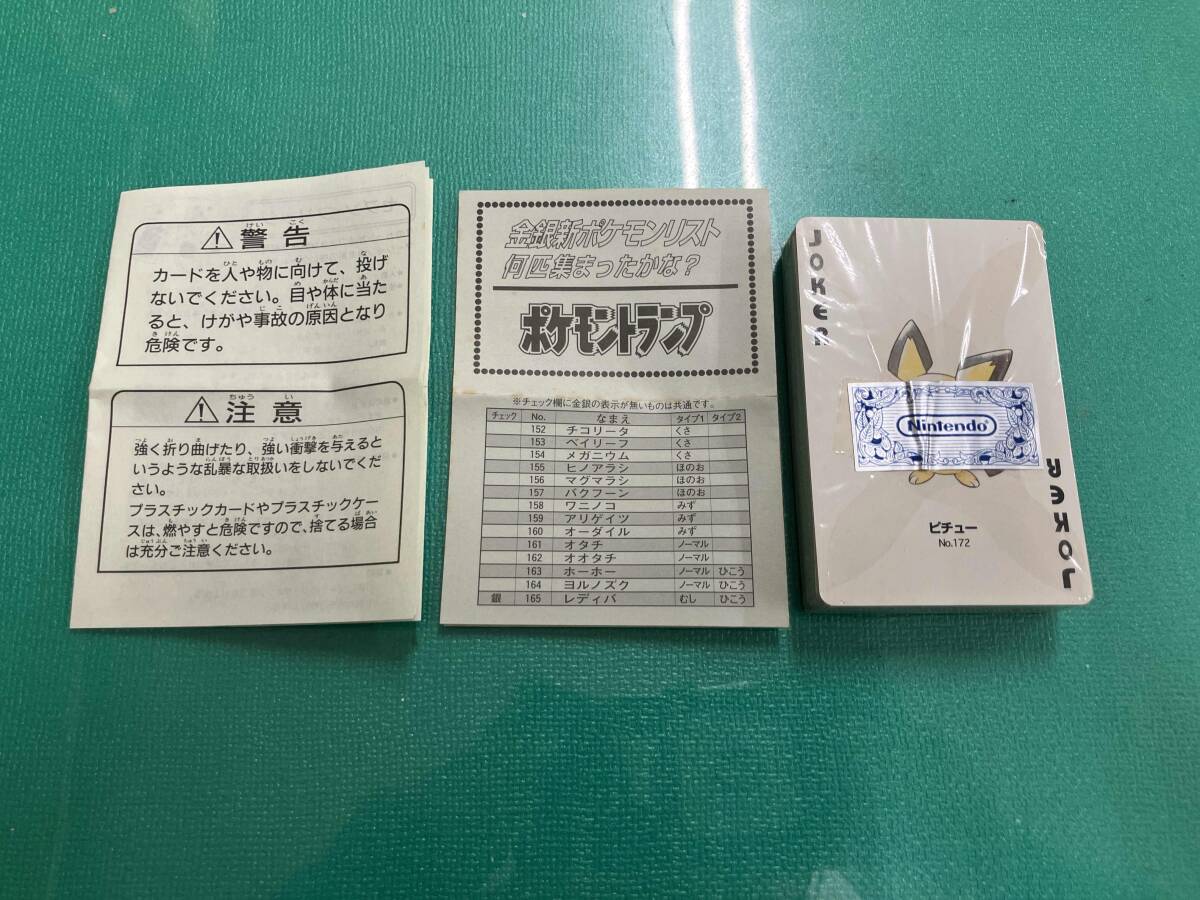 ⚠警告
カードを人や物に向けて、投げ
ないでください。目や体に当た
ると、けがや事故の原因となり
危険です。
⚠注意
強く折り曲げたり、強い衝撃を与えると
いうような乱暴な取扱いをしないでくだ
さい。
プラスチックカードやプラスチックケー
スは、燃やすと危険ですので、捨てる場合
は充分ご注意ください。
金銀新ポケモンリスト
何匹集まったかな?
ポケモントランプ
※チェック欄に金銀の表示が無いものは共通です。
チェック No. なまえ タイプ1 タイプ2
152 チコリータ くさ
153 ベイリーフ くさ
154 メガニウム くさ
155 ヒノアラシ ほのお
156 マグマラシ ほのお
157 バクフーン ほのお
158 ワニノコ みず
159 アリゲイツ みず
160 オーダイル みず
161 オタチ ノーマル
162 オオタチ ノーマル
163 ホーホー ノーマル ひこう
164 ヨルノズク ノーマル ひこう
銀 165 レディバ むし ひこう
JOKER
Nintendo
ピチュー
No.172
JOKER